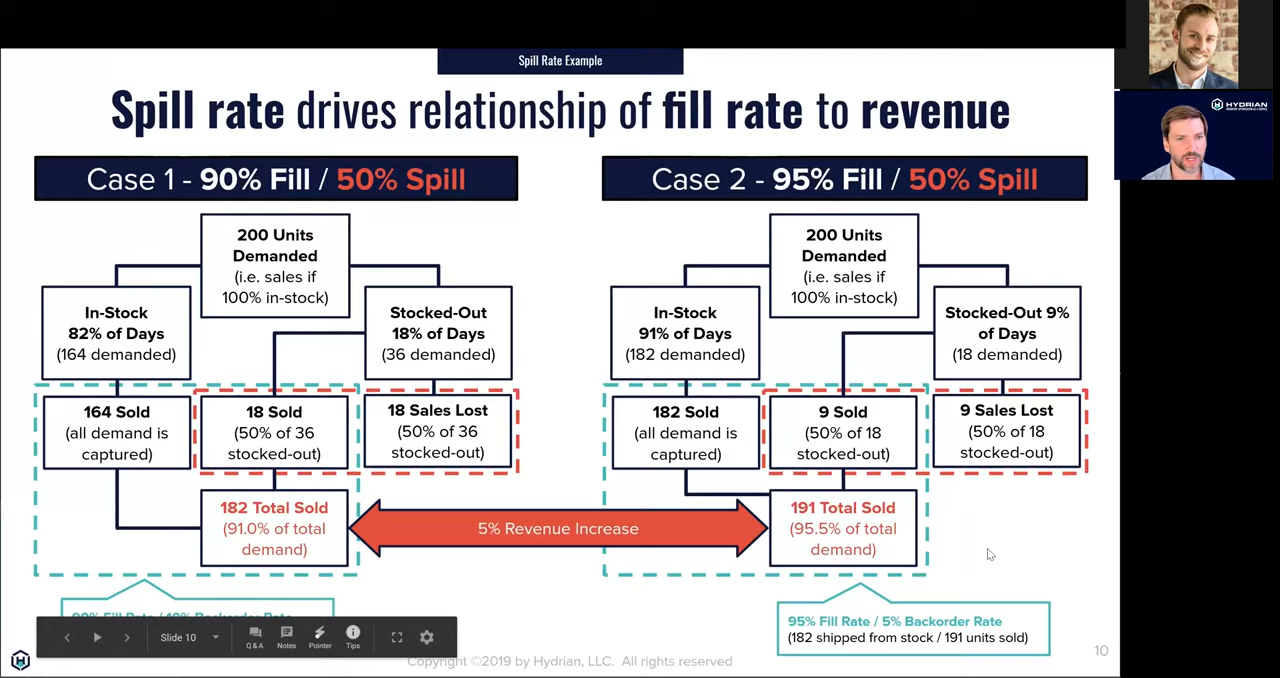 Spill Rate Example
Spill rate drives relationship of fill rate to revenue
HYDRIAN
Case 1 - 90% Fill / 50% Spill
200 Units
Demanded
(i.e. sales if
100% in-stock)
In-Stock
82% of Days
(164 demanded)
Stocked-Out
18% of Days
(36 demanded)
164 Sold
(all demand is
captured)
18 Sold
(50% of 36
stocked-out)
18 Sales Lost
(50% of 36
stocked-out)
182 Total Sold
(91.0% of total
demand)
5% Revenue Increase
Case 2 - 95% Fill / 50% Spill
200 Units
Demanded
(i.e. sales if
100% in-stock)
In-Stock
91% of Days
(182 demanded)
Stocked-Out 9%
of Days
(18 demanded)
182 Sold
(all demand is
captured)
9 Sold
(50% of 18
stocked-out)
9 Sales Lost
(50% of 18
stocked-out)
191 Total Sold
(95.5% of total
demand)
90% Fill Rate / 10% Backorder Rate
95% Fill Rate / 5% Backorder Rate
(182 shipped from stock / 191 units sold)
Slide 10
Q & A
Notes
Pointer
Tips
Copyright ©2019 by Hydrian, LLC. All rights reserved
10